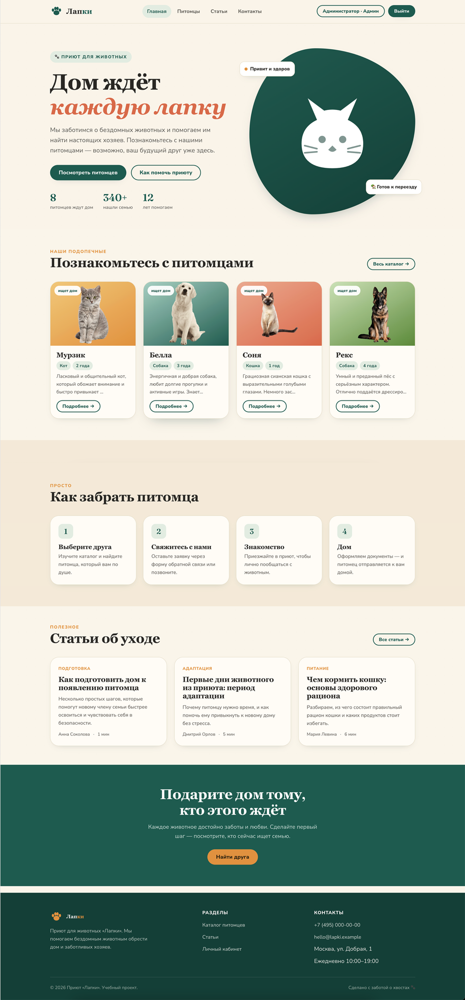 Лапки
Главная
Питомцы
Статьи
Контакты
Администратор · Админ
Выйти
🐾 ПРИЮТ ДЛЯ ЖИВОТНЫХ
Дом ждёт
каждую лапку
Мы заботимся о бездомных животных и помогаем им
найти настоящих хозяев. Познакомьтесь с нашими
питомцами — возможно, ваш будущий друг уже здесь.
Посмотреть питомцев
Как помочь приюту
8
питомцев ждут дом
340+
нашли семью
12
лет помогаем
Привит и здоров
🏡 Готов к переезду
НАШИ ПОДОПЕЧНЫЕ
Познакомьтесь с питомцами
Весь каталог →
ищет дом
Мурзик
Кот
2 года
Ласковый и общительный кот,
который обожает внимание и
быстро привыкает ...
Подробнее →
ищет дом
Белла
Собака
3 года
Энергичная и добрая собака,
любит долгие прогулки и
активные игры. Знает...
Подробнее →
ищет дом
Соня
Кошка
1 год
Грациозная сиамская кошка с
выразительными голубыми
глазами. Немного зас...
Подробнее →
ищет дом
Рекс
Собака
4 года
Умный и преданный пёс с
серьёзным характером.
Отлично поддаётся дрессиро...
Подробнее →
ПРОСТО
Как забрать питомца
1
Выберите друга
Изучите каталог и найдите
питомца, который вам по
душе.
2
Свяжитесь с нами
Оставьте заявку через
форму обратной связи или
позвоните.
3
Знакомство
Приезжайте в приют, чтобы
лично пообщаться с
животным.
4
Дом
Оформляем документы — и
питомец отправляется к вам
домой.
ПОЛЕЗНОЕ
Статьи об уходе
Все статьи →
ПОДГОТОВКА
Как подготовить дом к
появлению питомца
Несколько простых шагов, которые
помогут новому члену семьи быстрее
освоиться и чувствовать себя в
безопасности.
Анна Соколова · 1 мин
АДАПТАЦИЯ
Первые дни животного
из приюта: период
адаптации
Почему питомцу нужно время, и как
помочь ему привыкнуть к новому дому
без стресса.
Дмитрий Орлов · 5 мин
ПИТАНИЕ
Чем кормить кошку:
основы здорового
рациона
Разбираем, из чего состоит правильный
рацион кошки и каких продуктов стоит
избегать.
Мария Левина · 6 мин
Подарите дом тому,
кто этого ждёт
Каждое животное достойно заботы и любви. Сделайте первый
шаг — посмотрите, кто сейчас ищет семью.
Найти друга
Лапки
Приют для животных «Лапки». Мы
помогаем бездомным животным обрести
дом и заботливых хозяев.
РАЗДЕЛЫ
Каталог питомцев
Статьи
Личный кабинет
КОНТАКТЫ
+7 (495) 000-00-00
hello@lapki.example
Москва, ул. Добрая, 1
Ежедневно 10:00–19:00
© 2026 Приют «Лапки». Учебный проект.
Сделано с заботой о хвостах 🐾